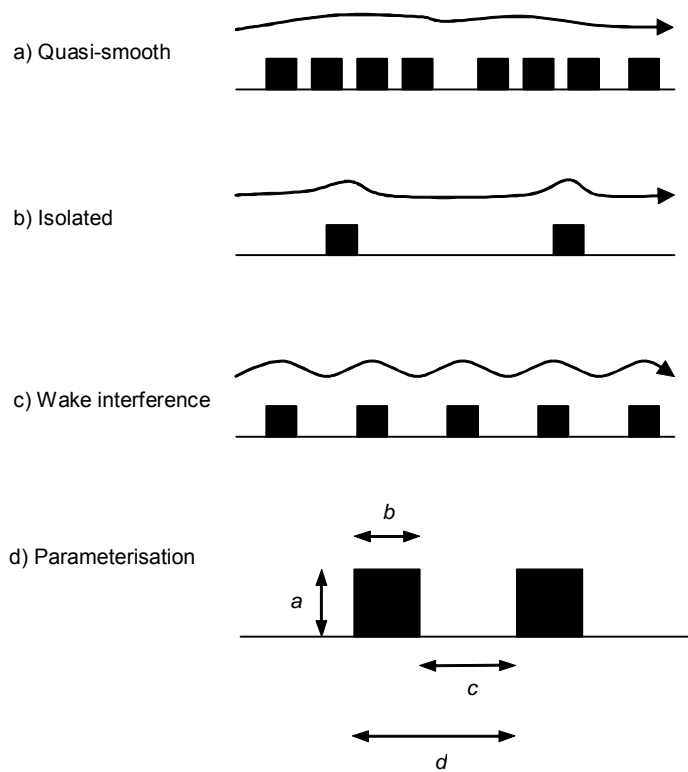 a) Quasi-smooth
b) Isolated
c) Wake interference
d) Parameterisation
b
a
c
d